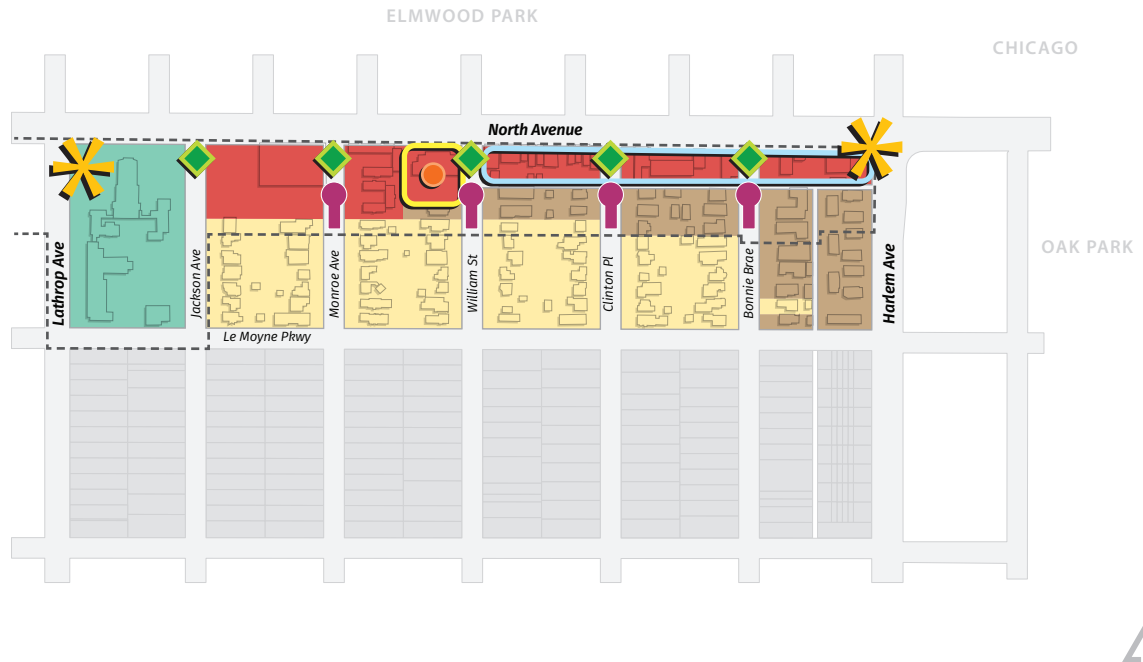 ELMWOOD PARK
CHICAGO
North Avenue
OAK PARK
Lathrop Ave
Jackson Ave
Monroe Ave
William St
Clinton Pl
Bonnie Brae
Harlem Ave
Le Moyne Pkwy